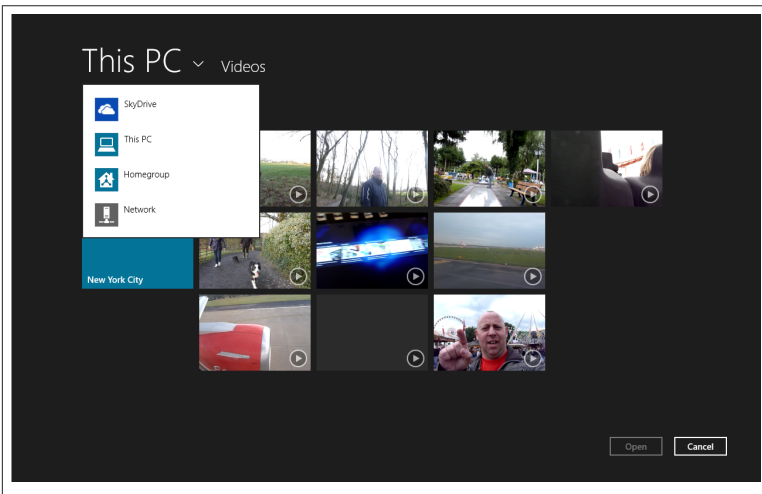 This PC Videos
SkyDrive
This PC
Homegroup
Network
New York City
Open Cancel